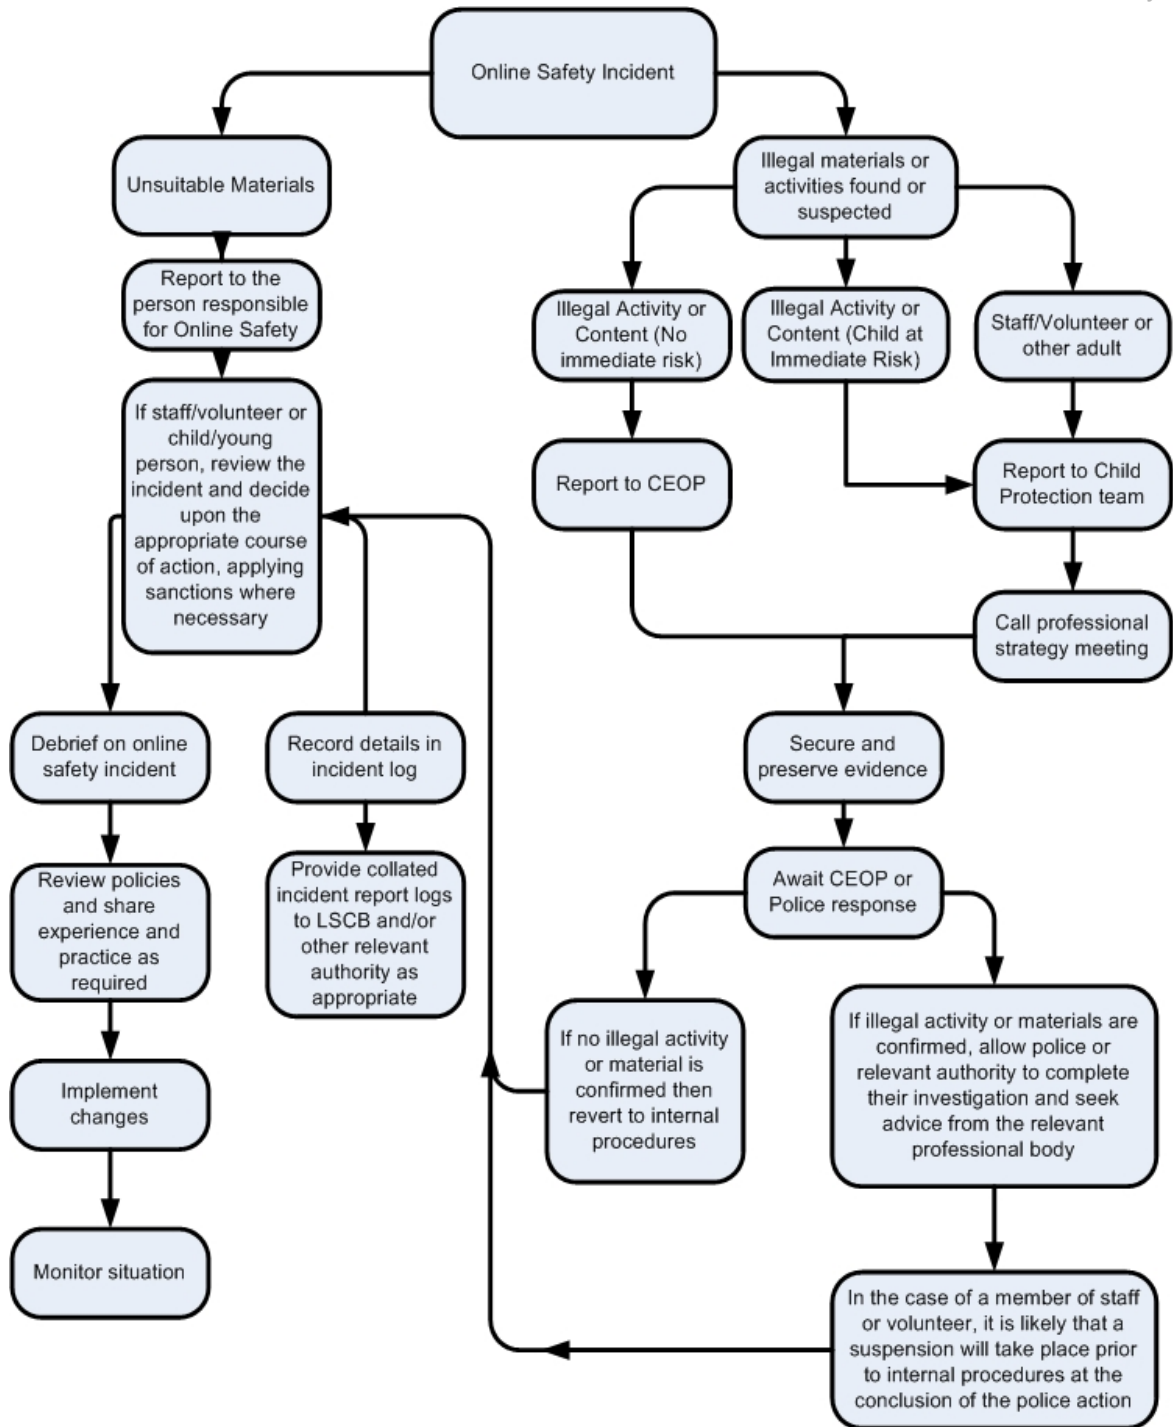 Online Safety Incident
Unsuitable Materials
Illegal materials or
activities found or
suspected
Report to the
person responsible
for Online Safety
Illegal Activity or
Content (No
immediate risk)
Illegal Activity or
Content (Child at
Immediate Risk)
Staff/Volunteer or
other adult
If staff/volunteer or
child/young
person, review the
incident and decide
upon the
appropriate course
of action, applying
sanctions where
necessary
Report to CEOP
Report to Child
Protection team
Call professional
strategy meeting
Debrief on online
safety incident
Record details in
incident log
Secure and
preserve evidence
Review policies
and share
experience and
practice as
required
Provide collated
incident report logs
to LSCB and/or
other relevant
authority as
appropriate
Await CEOP or
Police response
If no illegal activity
or material is
confirmed then
revert to internal
procedures
If illegal activity or materials are
confirmed, allow police or
relevant authority to complete
their investigation and seek
advice from the relevant
professional body
Implement
changes
Monitor situation
In the case of a member of staff
or volunteer, it is likely that a
suspension will take place prior
to internal procedures at the
conclusion of the police action